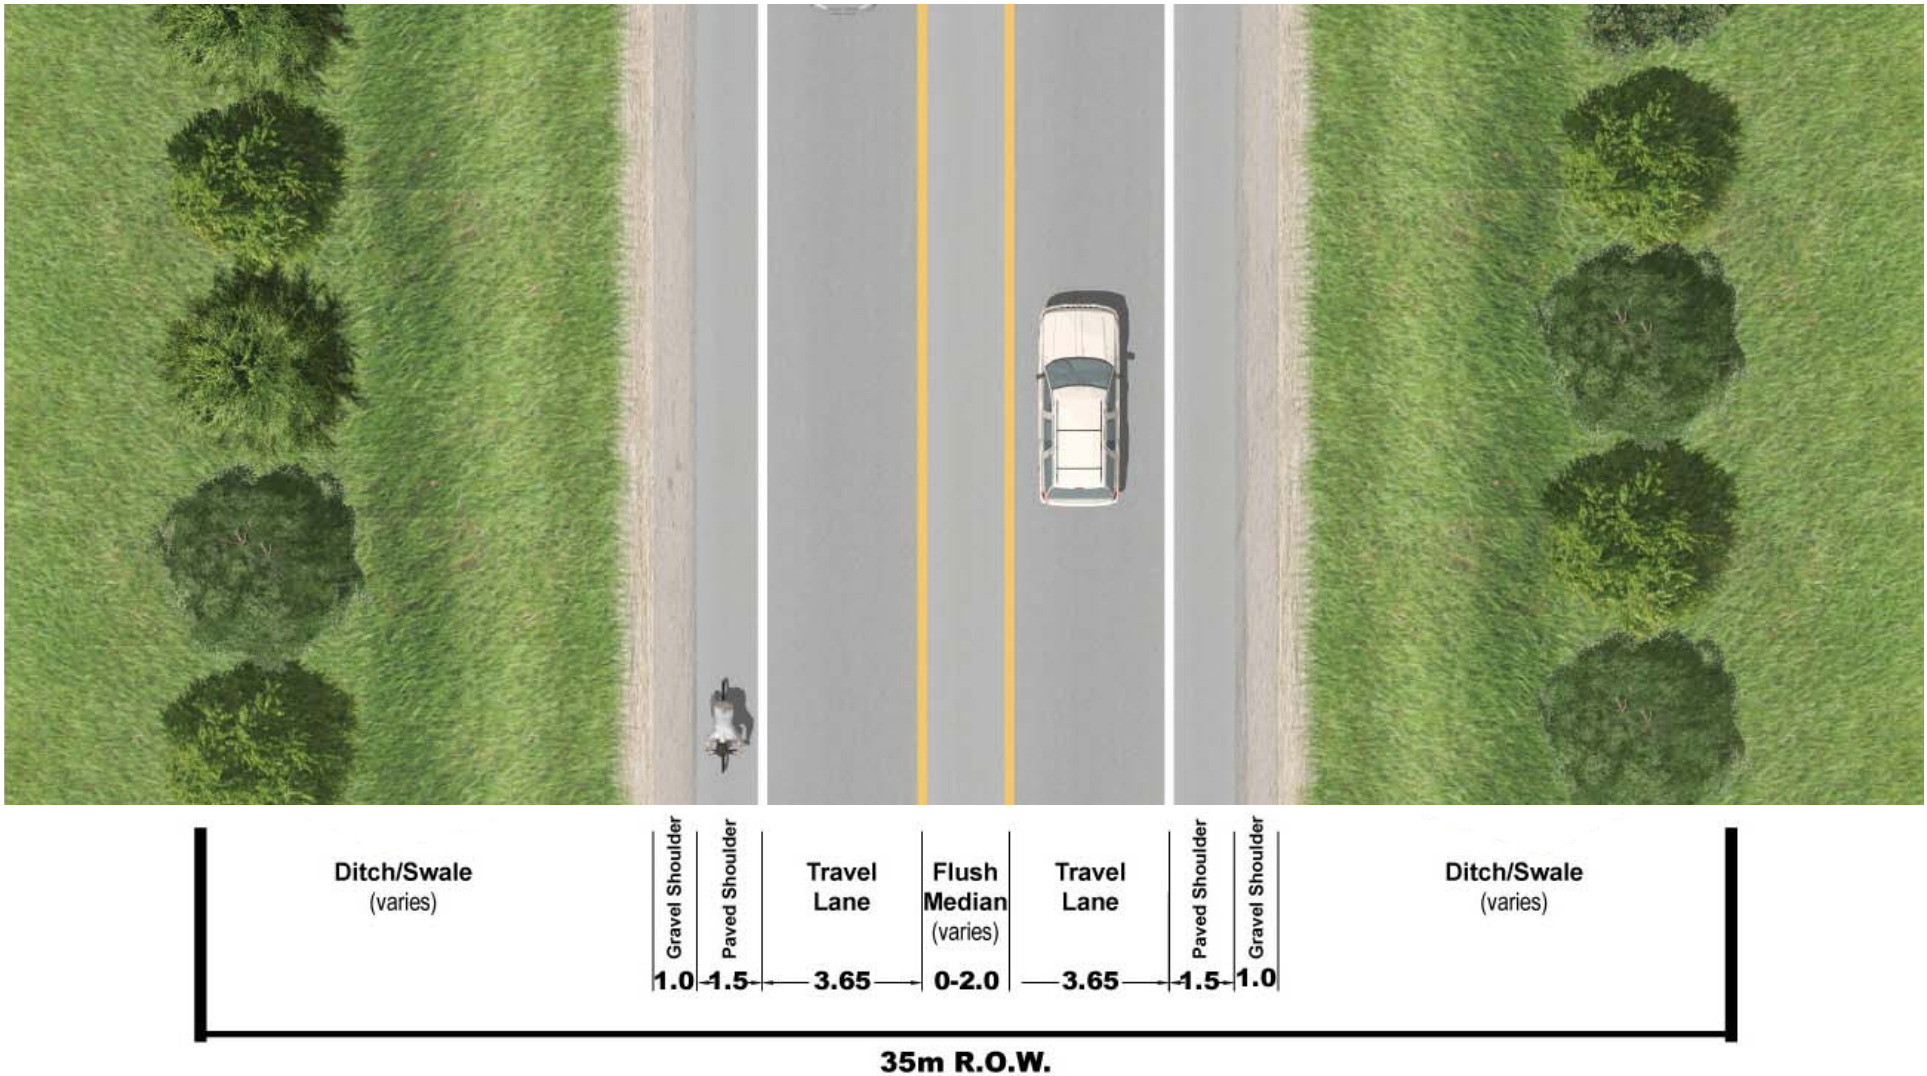 Ditch/Swale
(varies)
Gravel Shoulder
Paved Shoulder
Travel
Lane
Flush
Median
(varies)
Travel
Lane
Paved Shoulder
Gravel Shoulder
Ditch/Swale
(varies)
1.0 1.5 3.65 0-2.0 3.65 1.5 1.0
35m R.O.W.